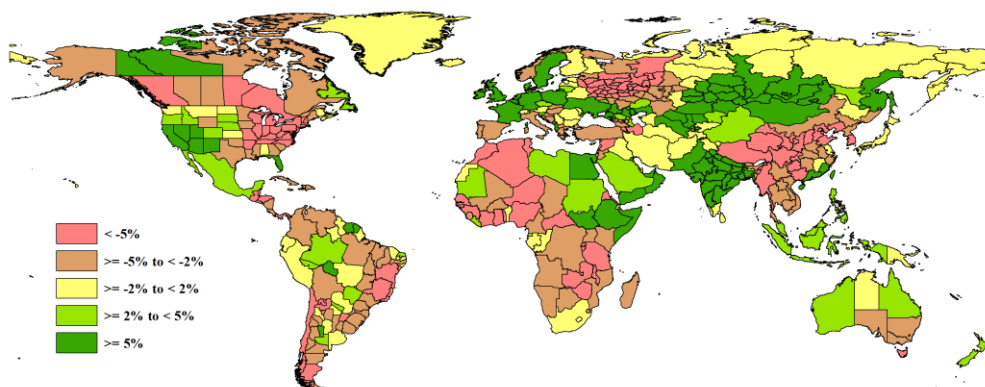 < -5%
>= -5% to < -2%
>= -2% to < 2%
>= 2% to < 5%
>= 5%